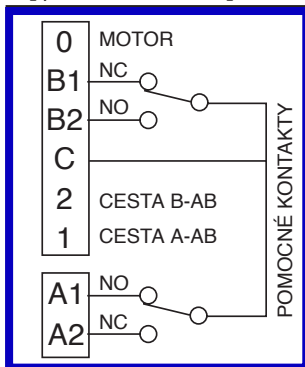 0 MOTOR
B1 NC
B2 NO
C
2 CESTA B-AB
1 CESTA A-AB
A1 NO
A2 NC
POMOCNÉ KONTAKTY